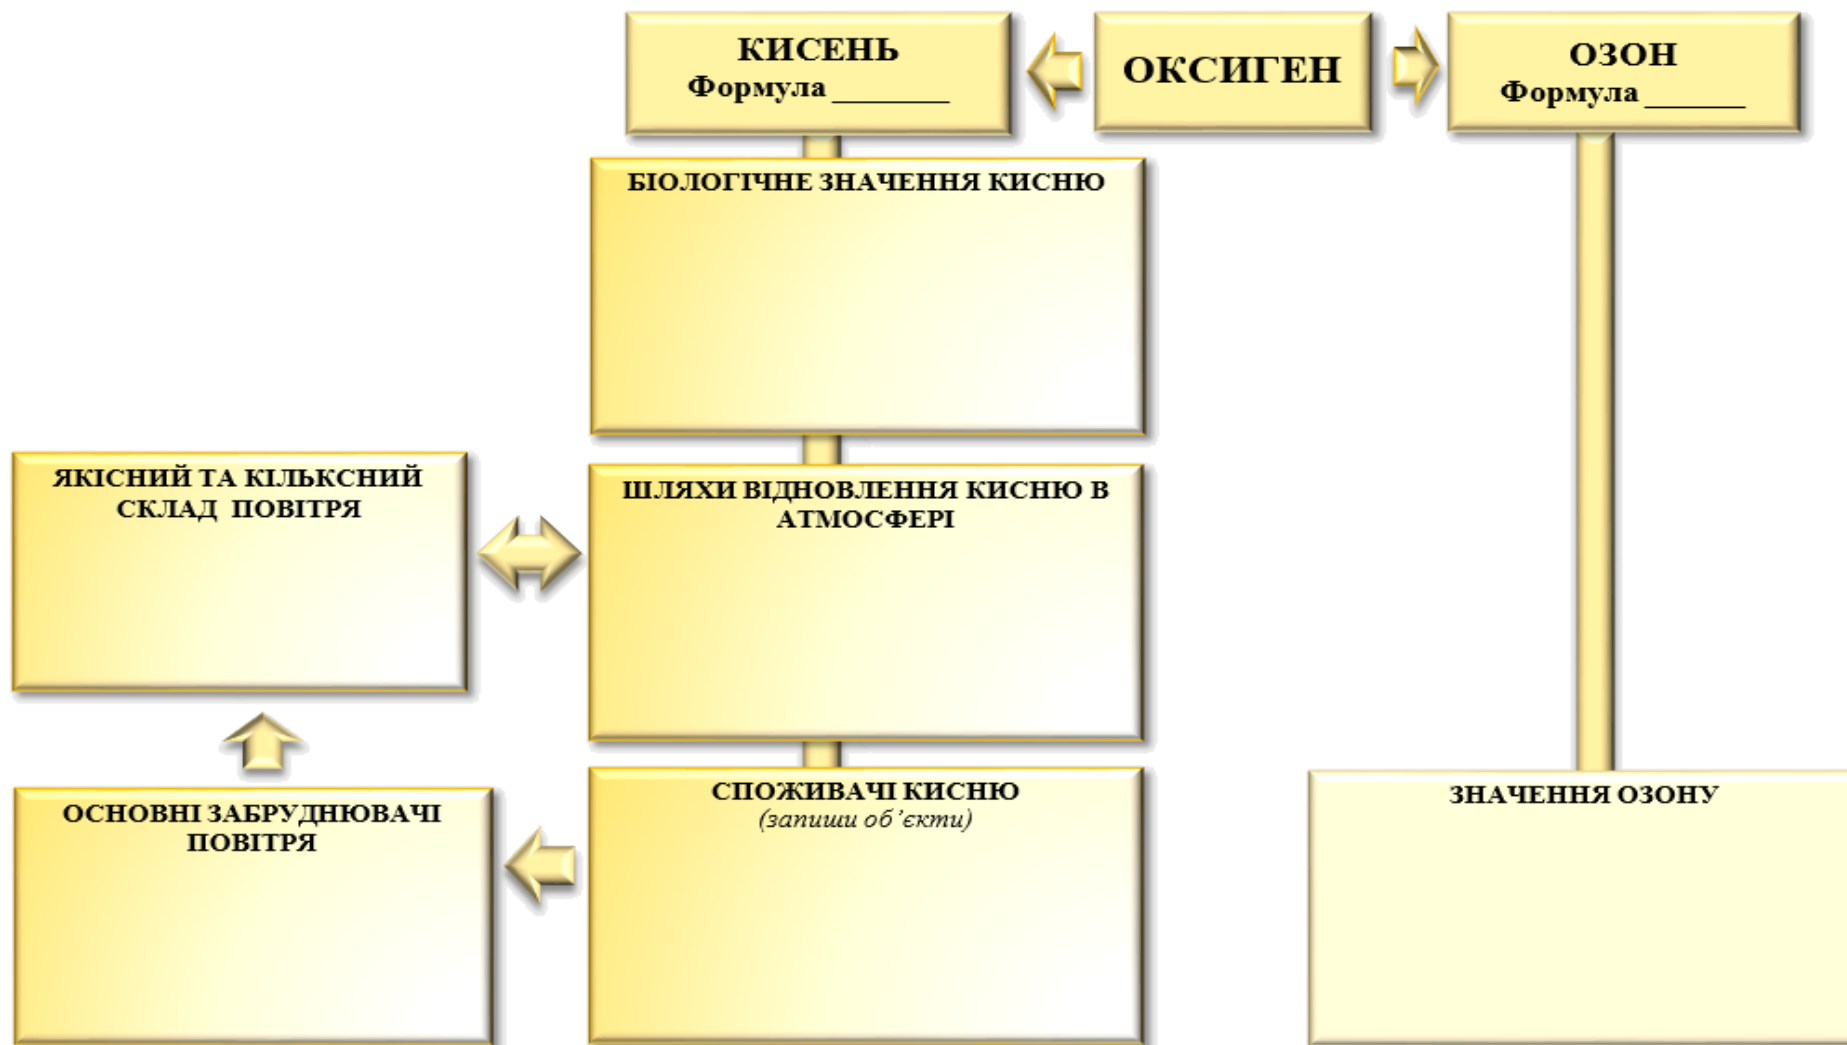 КИСЕНЬ
Формула _______
ОКСИГЕН
ОЗОН
Формула ______
БІОЛОГІЧНЕ ЗНАЧЕННЯ КИСНЮ
ЯКІСНИЙ ТА КІЛЬКСНИЙ
СКЛАД ПОВІТРЯ
ШЛЯХИ ВІДНОВЛЕННЯ КИСНЮ В
АТМОСФЕРІ
ОСНОВНІ ЗАБРУДНЮВАЧІ
ПОВІТРЯ
СПОЖИВАЧІ КИСНЮ
(запиши об’єкти)
ЗНАЧЕННЯ ОЗОНУ